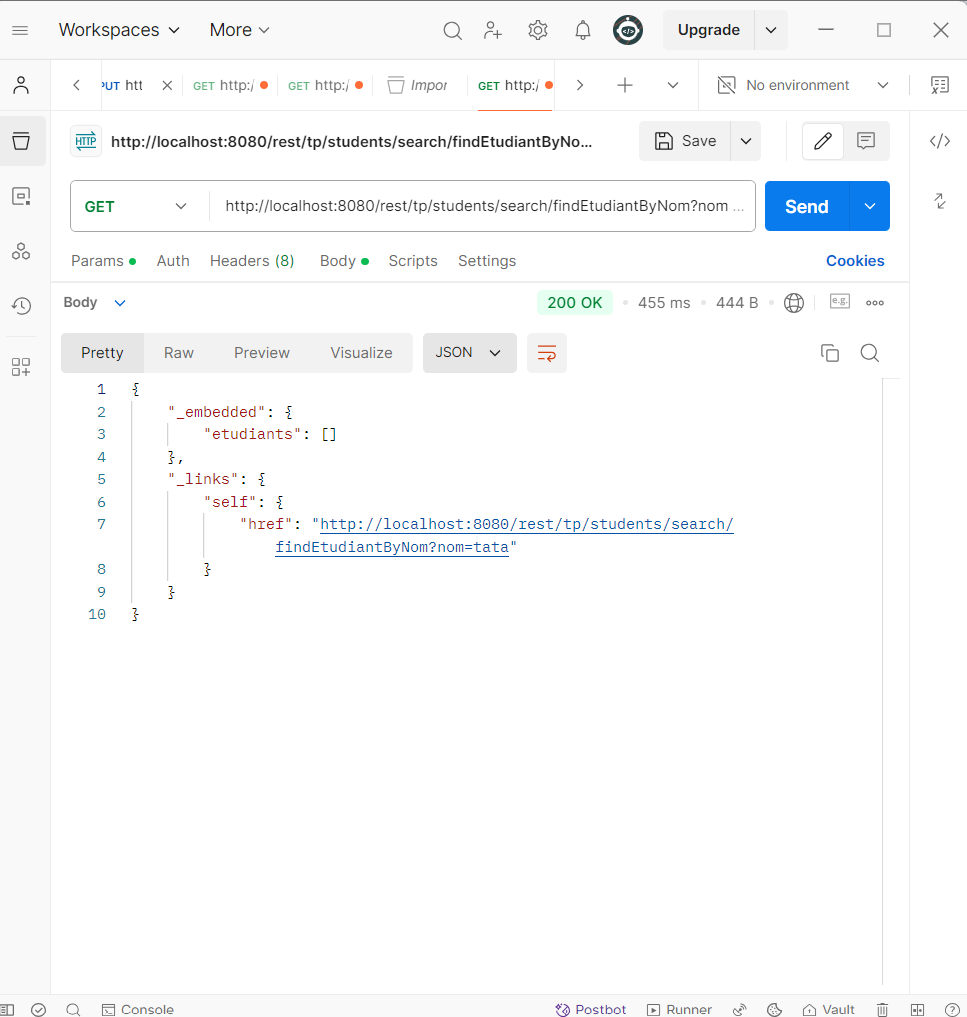 Workspaces More Upgrade
PUT htt GET http:/ GET http:/ Impor GET http:/ No environment
HTTP http://localhost:8080/rest/tp/students/search/findEtudiantByNo... Save
GET http://localhost:8080/rest/tp/students/search/findEtudiantByNom?nom ... Send
Params Auth Headers (8) Body Scripts Settings Cookies
Body 200 OK 455 ms 444 B e.g.
Pretty Raw Preview Visualize JSON
1 {
2 "_embedded": {
3 "etudiants": []
4 },
5 "_links": {
6 "self": {
7 "href": "http://localhost:8080/rest/tp/students/search/
findEtudiantByNom?nom=tata"
8 }
9 }
10 }
Console Postbot Runner Vault